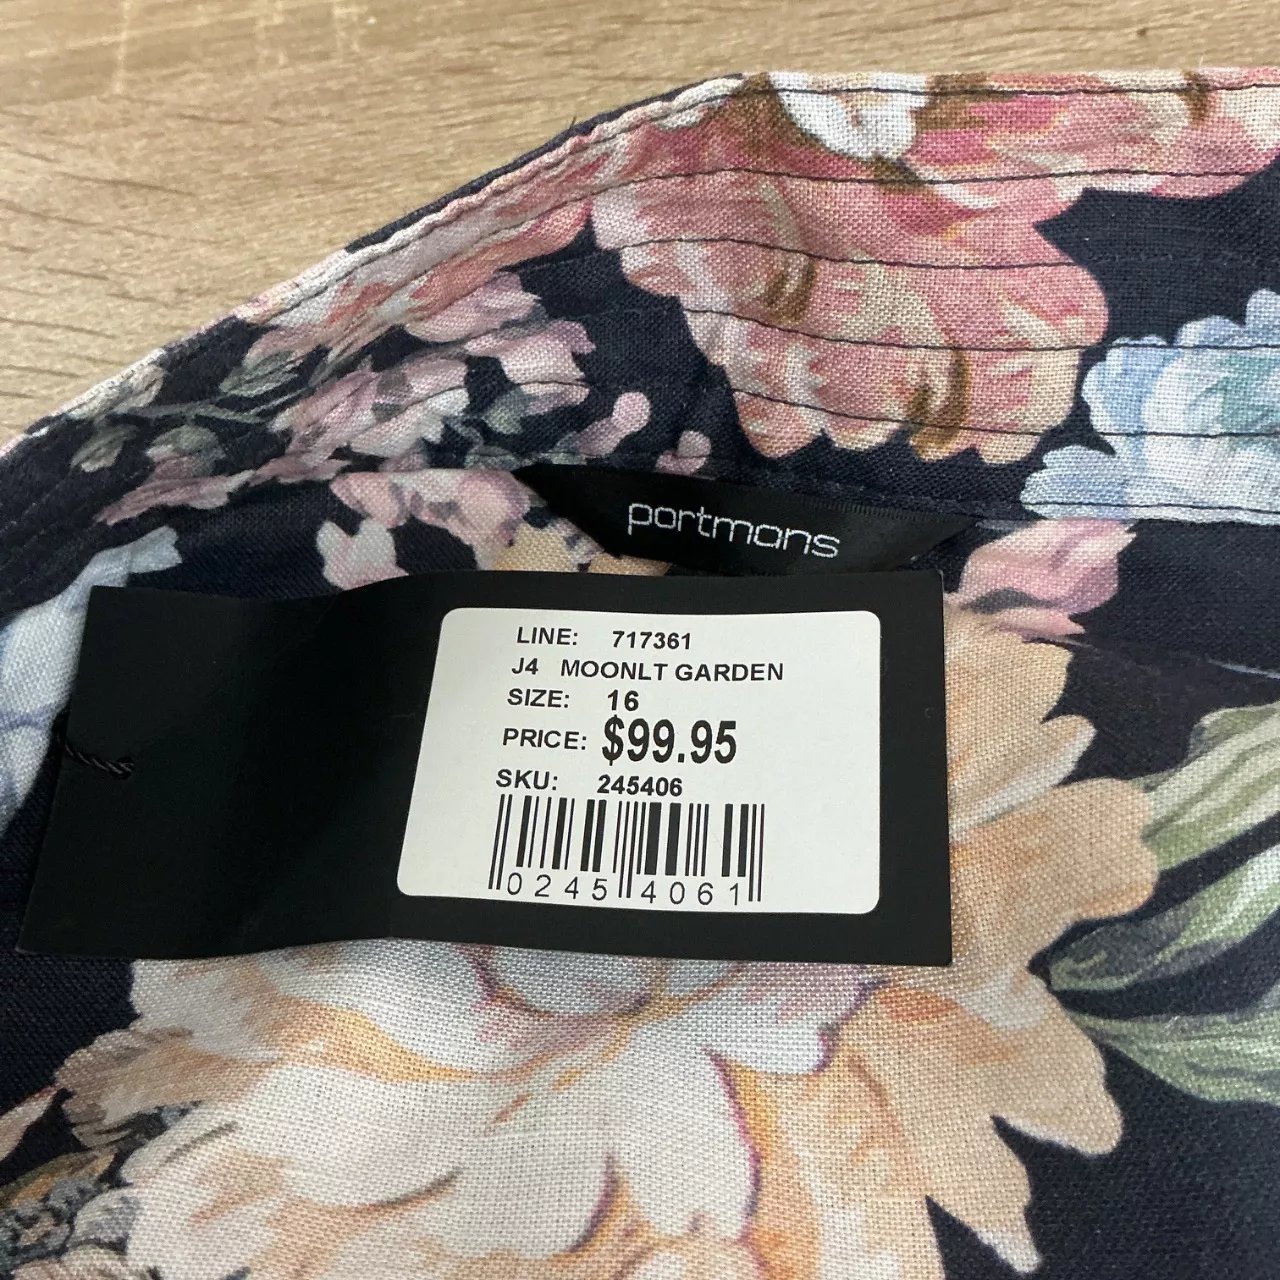 portmans
LINE: 717361
J4 MOONLT GARDEN
SIZE: 16
PRICE: $99.95
SKU: 245406
0245 4061